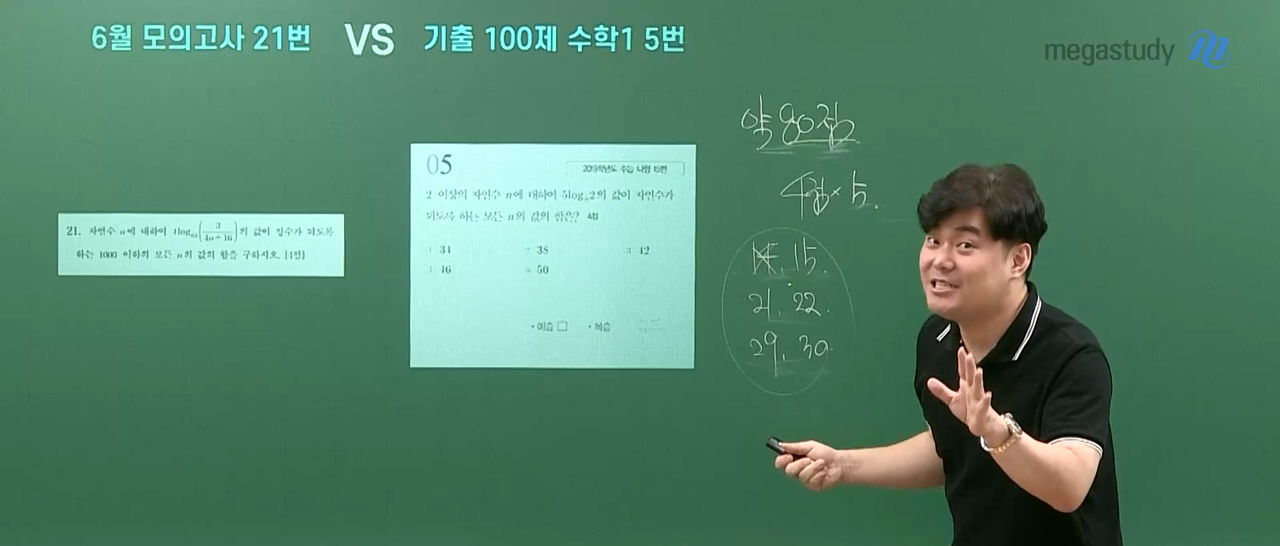 6월 모의고사 21번 VS 기출 100제 수학1 5번
megastudy
21. 자연수 n에 대하여 4log₆₄(3/(4n+16))의 값이 정수가 되도록
하는 1000 이하의 모든 n의 값의 합을 구하시오. [4점]
05
2019학년도 수능 나형 15번
2 이상의 자연수 n에 대하여 5logₙ2의 값이 자연수가
되도록 하는 모든 n의 값의 합은? 4점
34 38 42
46 50
• 예습 □ • 복습
약 80점
4점 × 5.
15.
21, 22.
29, 30.